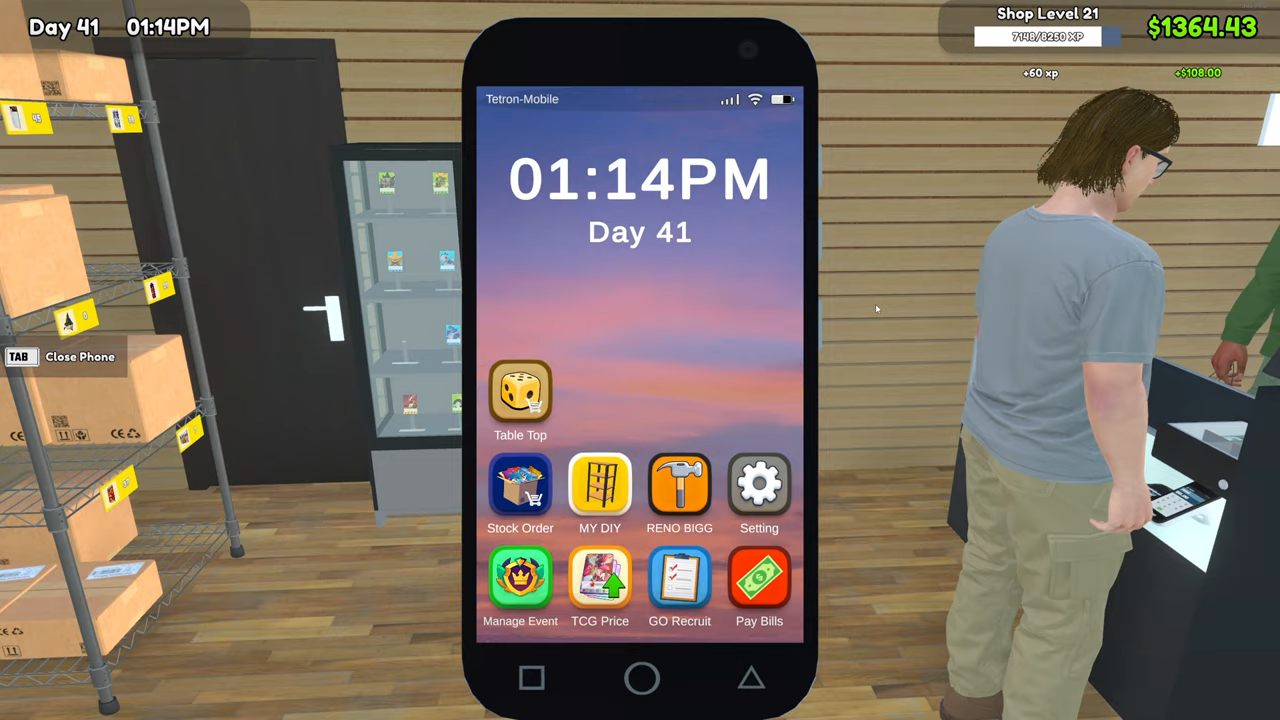 Day 41 01:14PM
Shop Level 21
7148/8250 XP
$1364.43
+60 xp
+$108.00
Tetron-Mobile
01:14PM
Day 41
TAB Close Phone
Table Top
Stock Order
MY DIY
RENO BIGG
Setting
Manage Event
TCG Price
GO Recruit
Pay Bills